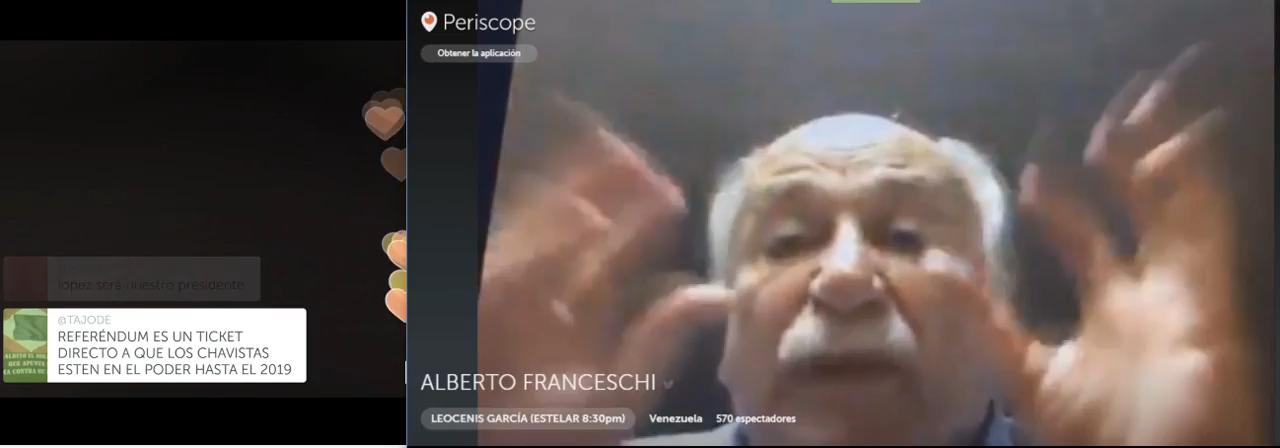 Periscope
Obtener la aplicación
lopez será nuestro presidente
@TAJODE
REFERÉNDUM ES UN TICKET
DIRECTO A QUE LOS CHAVISTAS
ESTEN EN EL PODER HASTA EL 2019
ALBERTO FRANCESCHI
LEOCENIS GARCÍA (ESTELAR 8:30pm) Venezuela 570 espectadores